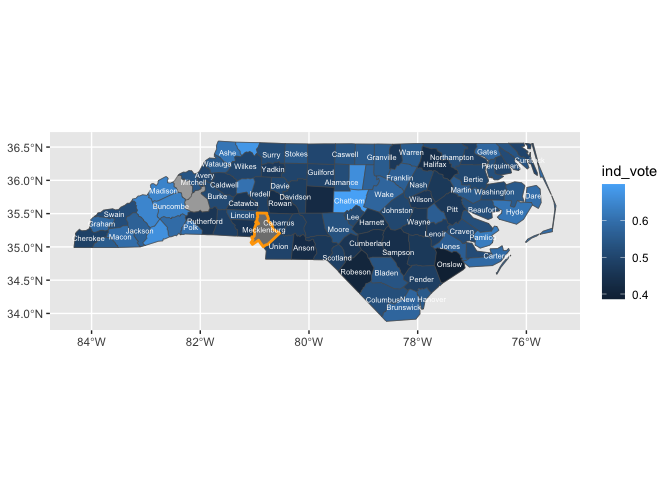 36.5°N
36.0°N
35.5°N
35.0°N
34.5°N
34.0°N
84°W
82°W
80°W
78°W
76°W
ind_vote
0.6
0.5
0.4
Ashe
Surry
Stokes
Caswell
Granville
Warren
Northampton
Gates
Watauga
Wilkes
Yadkin
Guilford
Halifax
Perquimans
Avery
Mitchell
Caldwell
Davie
Alamance
Franklin
Nash
Bertie
Madison
Burke
Iredell
Davidson
Chatham
Wake
Wilson
Martin
Washington
Dare
Buncombe
Catawba
Rowan
Johnston
Pitt
Beaufort
Hyde
Swain
Graham
Jackson
Rutherford
Lincoln
Cabarrus
Lee
Harnett
Wayne
Craven
Cherokee
Macon
Polk
Mecklenburg
Moore
Lenoir
Pamlico
Union
Anson
Cumberland
Sampson
Jones
Carteret
Scotland
Robeson
Bladen
Pender
Onslow
Columbus
New Hanover
Brunswick